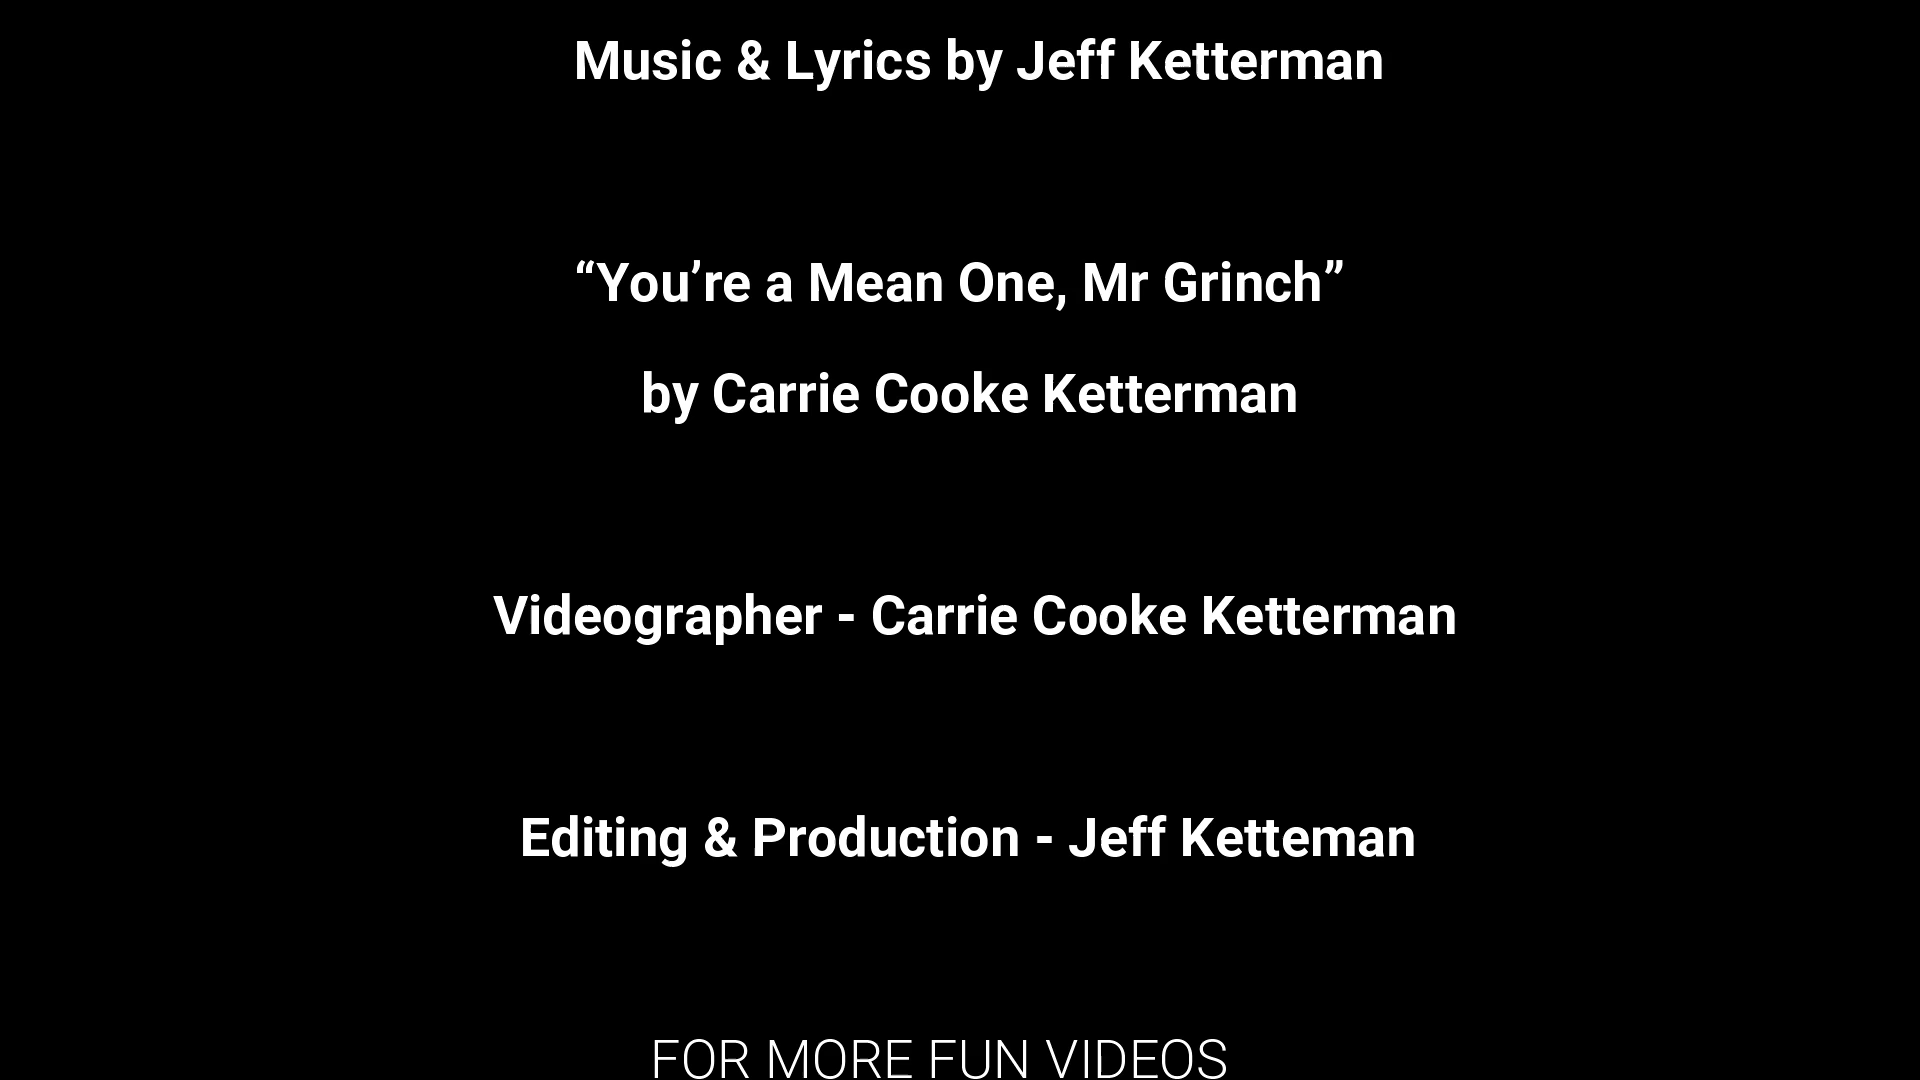 Music & Lyrics by Jeff Ketterman
“You’re a Mean One, Mr Grinch”
by Carrie Cooke Ketterman
Videographer - Carrie Cooke Ketterman
Editing & Production - Jeff Ketteman
FOR MORE FUN VIDEOS